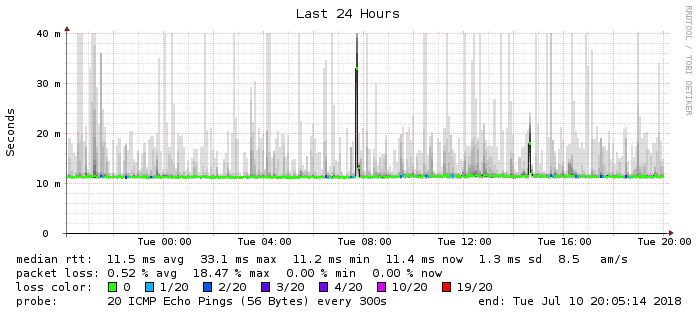 Last 24 Hours
RRDTOOL / TOBI OETIKER
Seconds
40 m
30 m
20 m
10 m
0
Tue 00:00 Tue 04:00 Tue 08:00 Tue 12:00 Tue 16:00 Tue 20:00
median rtt: 11.5 ms avg 33.1 ms max 11.2 ms min 11.4 ms now 1.3 ms sd 8.5 am/s
packet loss: 0.52 % avg 18.47 % max 0.00 % min 0.00 % now
loss color: 0 1/20 2/20 3/20 4/20 10/20 19/20
probe: 20 ICMP Echo Pings (56 Bytes) every 300s end: Tue Jul 10 20:05:14 2018